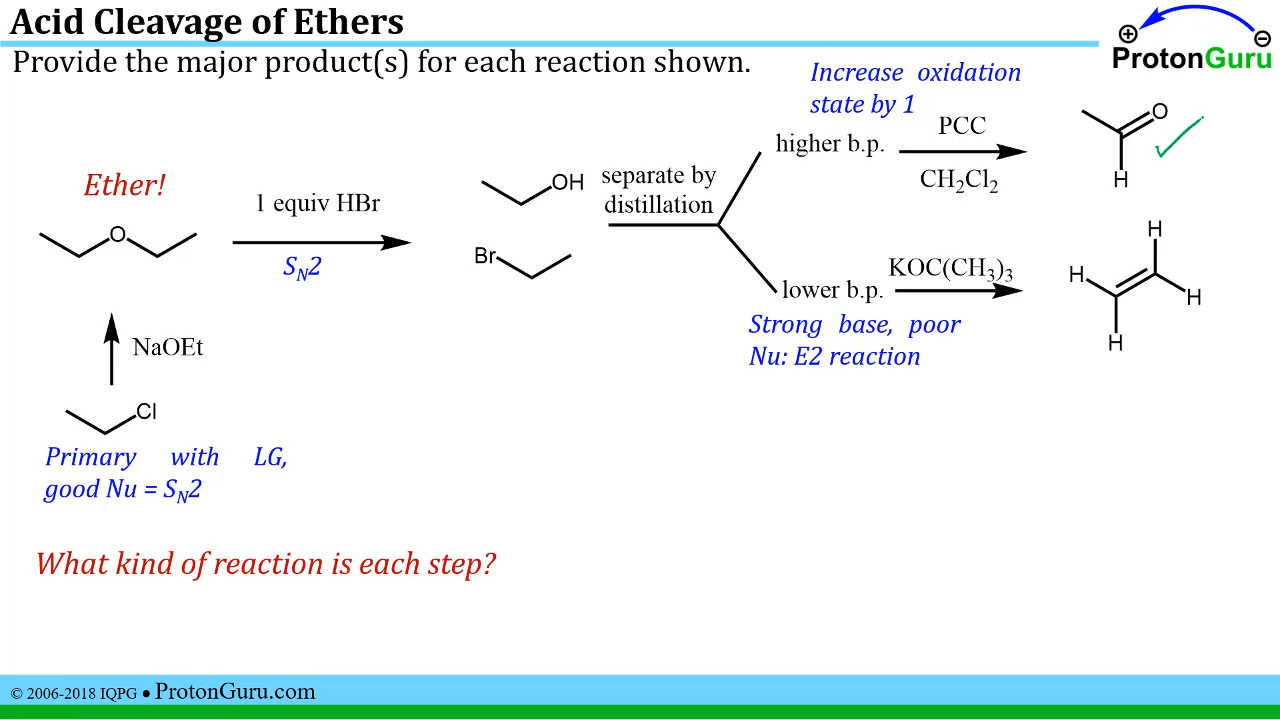 Acid Cleavage of Ethers
Provide the major product(s) for each reaction shown.
⊕ ⊖
ProtonGuru
Increase oxidation
state by 1
higher b.p.
PCC
CH₂Cl₂
O
H
Ether!
O
1 equiv HBr
S_N2
OH
Br
separate by
distillation
lower b.p.
KOC(CH₃)₃
H
H
H
H
Strong base, poor
Nu: E2 reaction
NaOEt
Cl
Primary with LG,
good Nu = S_N2
What kind of reaction is each step?
© 2006-2018 IQPG ● ProtonGuru.com